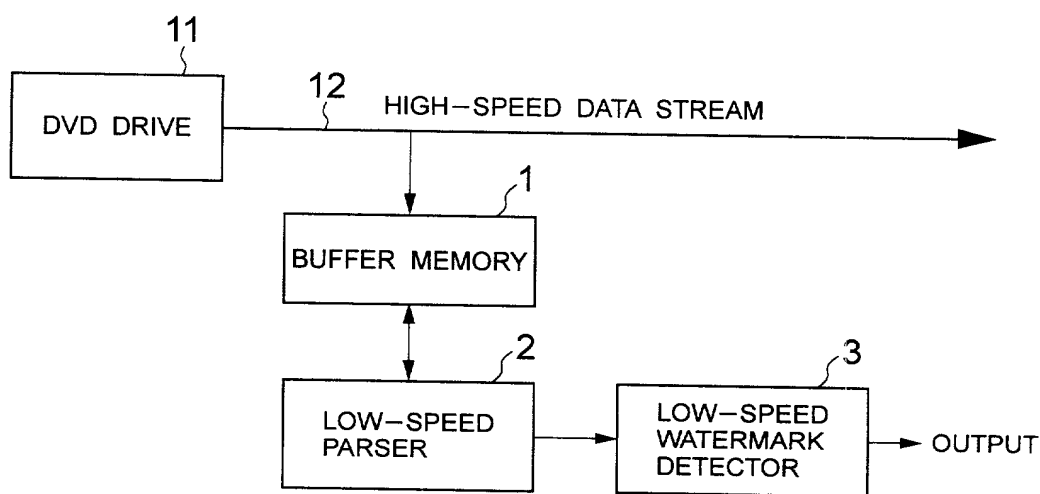 11
DVD DRIVE
12
HIGH-SPEED DATA STREAM
1
BUFFER MEMORY
2
LOW-SPEED
PARSER
3
LOW-SPEED
WATERMARK
DETECTOR
OUTPUT